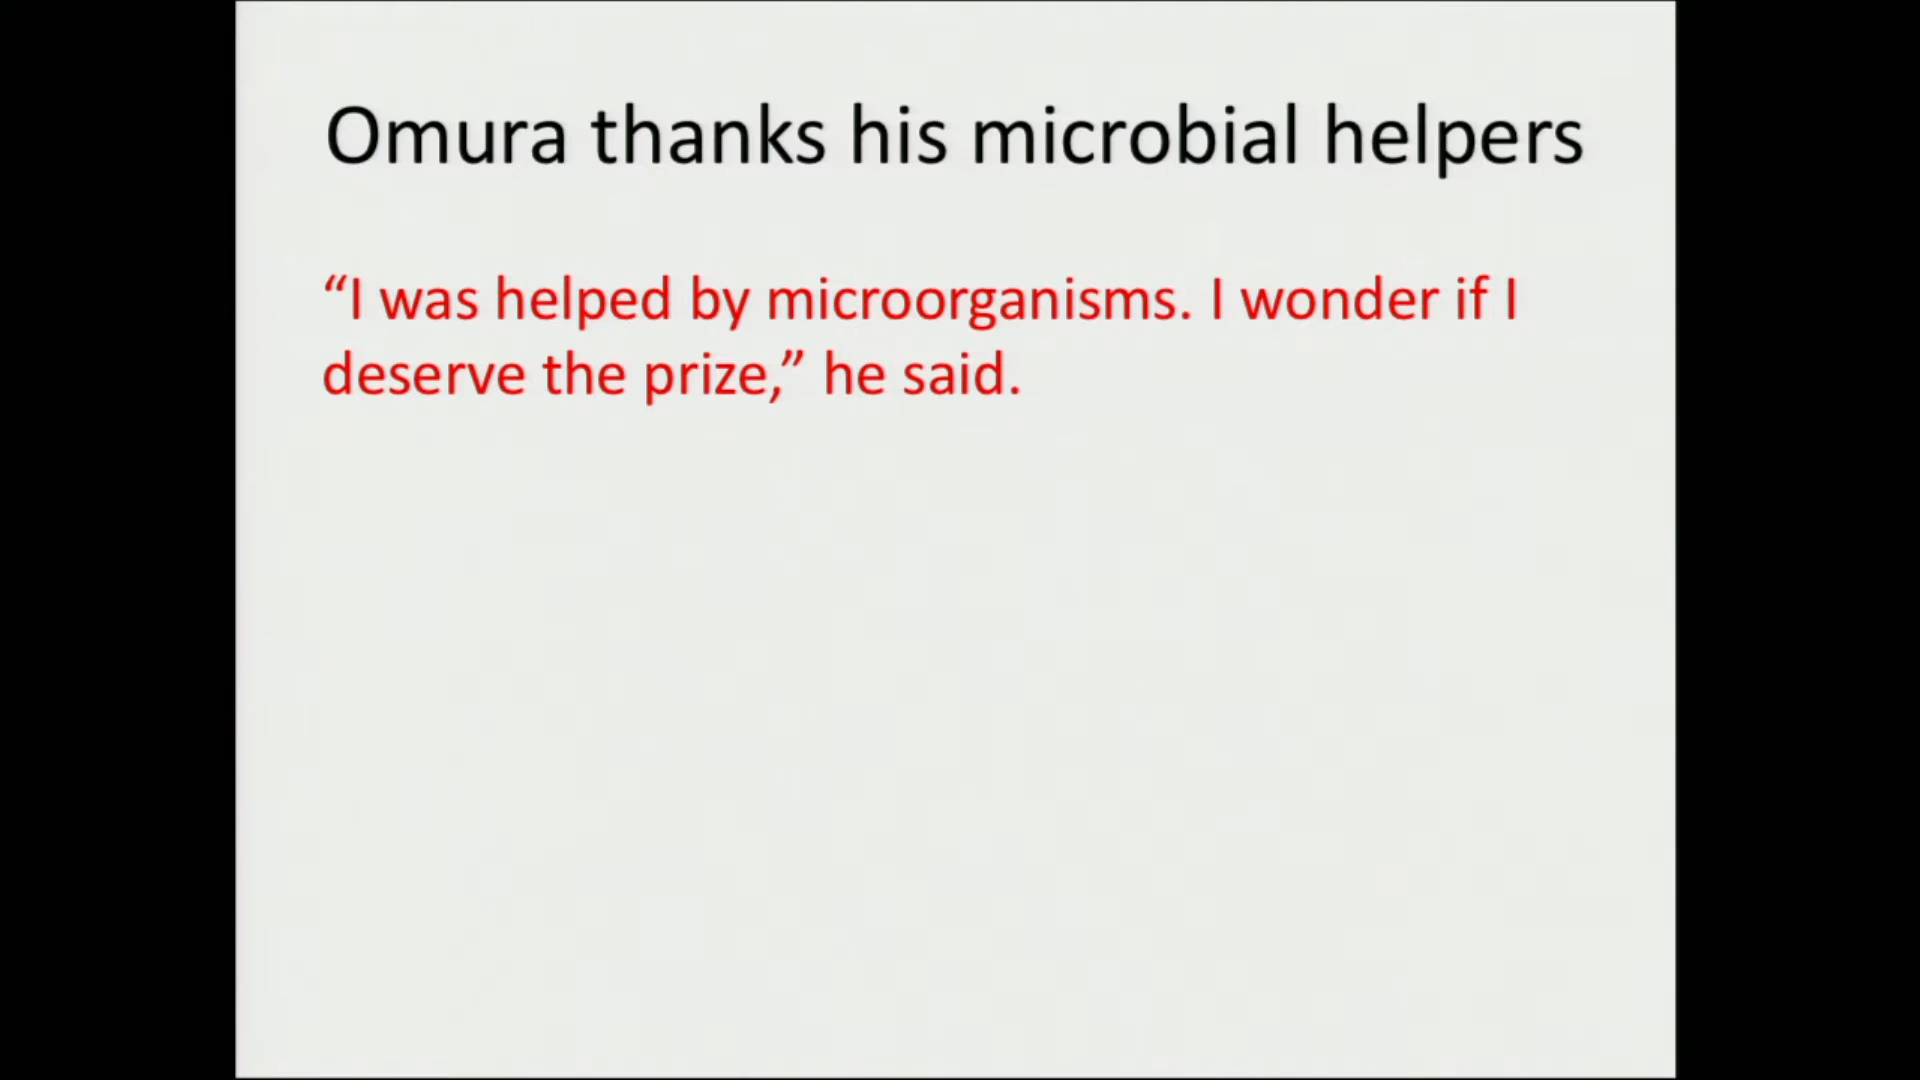 Omura thanks his microbial helpers
“I was helped by microorganisms. I wonder if I
deserve the prize,” he said.